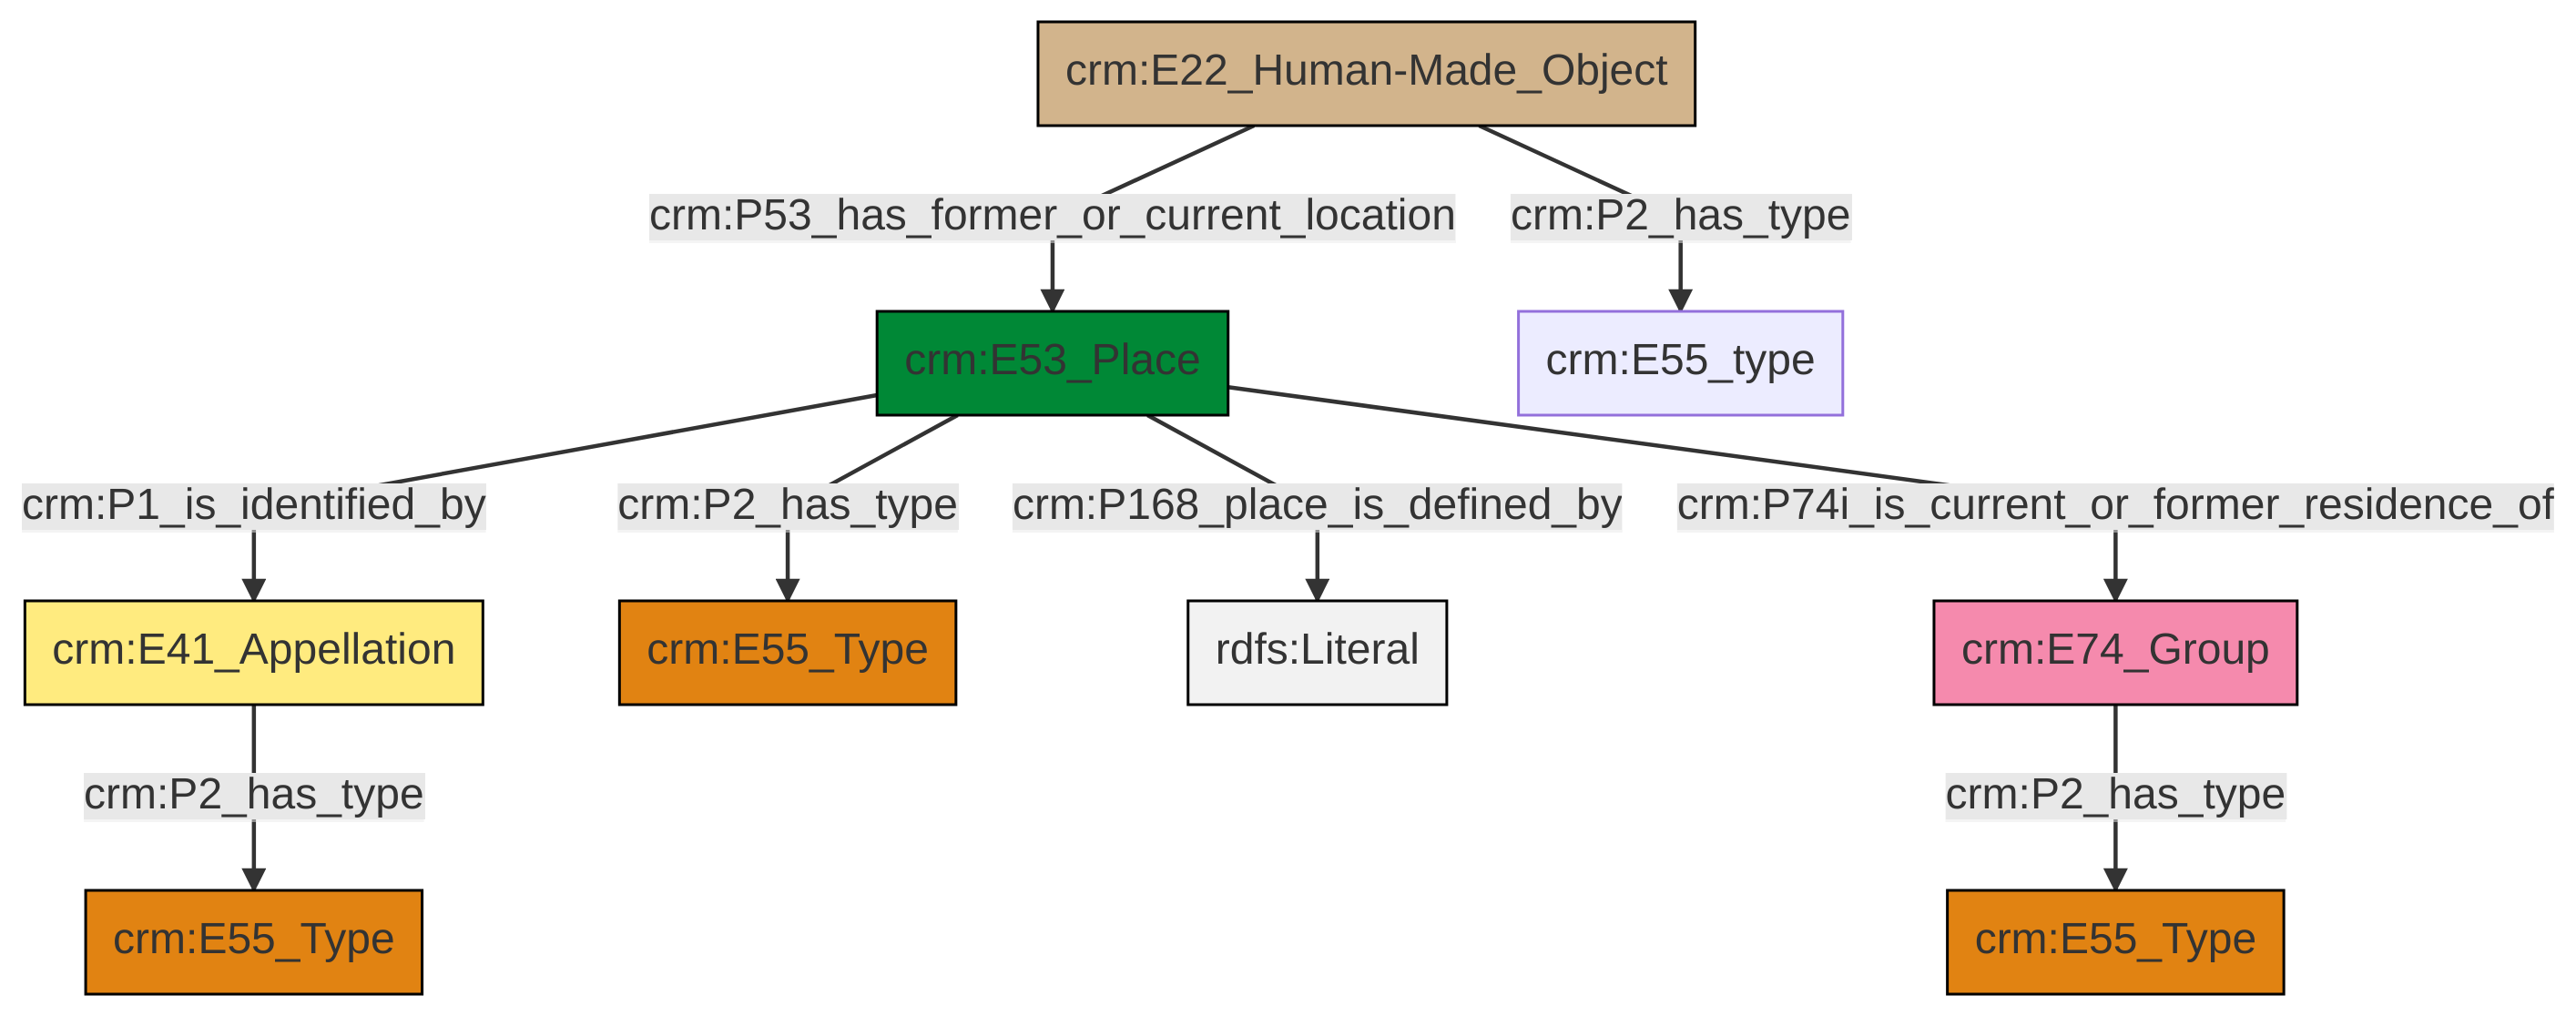 crm:E22_Human-Made_Object
crm:P53_has_former_or_current_location
crm:P2_has_type
crm:E53_Place
crm:E55_type
crm:P1_is_identified_by
crm:P2_has_type
crm:P168_place_is_defined_by
crm:P74i_is_current_or_former_residence_of
crm:E41_Appellation
crm:E55_Type
rdfs:Literal
crm:E74_Group
crm:P2_has_type
crm:P2_has_type
crm:E55_Type
crm:E55_Type